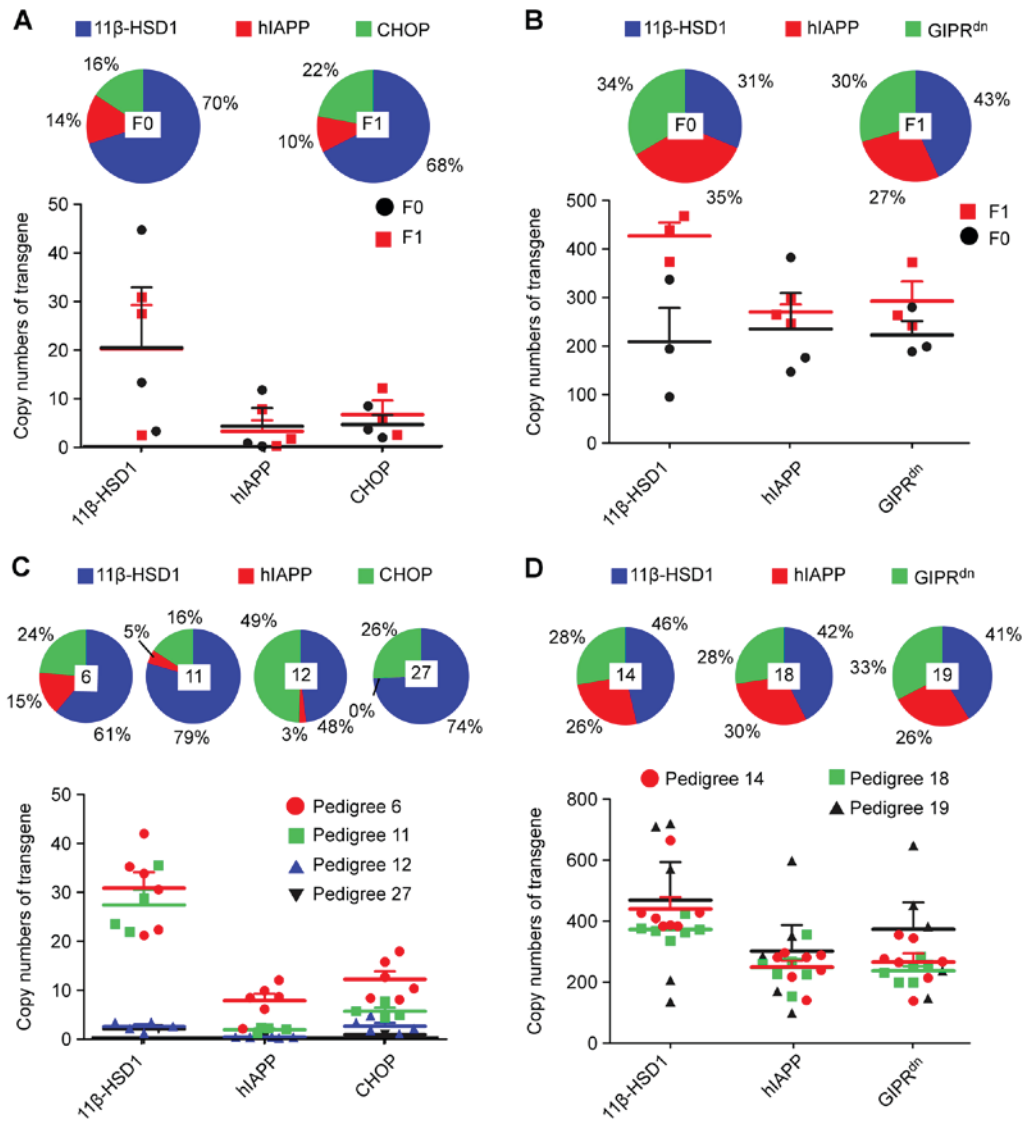 A
11β-HSD1 hIAPP CHOP
16% 70% 14% F0
22% 10% 68% F1
F0
F1
Copy numbers of transgene
50
40
30
20
10
0
11β-HSD1 hIAPP CHOP
B
11β-HSD1 hIAPP GIPRdn
34% 31% 35% F0
30% 43% 27% F1
F1
F0
Copy numbers of transgene
500
400
300
200
100
0
11β-HSD1 hIAPP GIPRdn
C
11β-HSD1 hIAPP CHOP
24% 15% 61% 6
5% 16% 79% 11
49% 3% 48% 12
26% 0% 74% 27
Pedigree 6
Pedigree 11
Pedigree 12
Pedigree 27
Copy numbers of transgene
50
40
30
20
10
0
11β-HSD1 hIAPP CHOP
D
11β-HSD1 hIAPP GIPRdn
28% 46% 26% 14
28% 42% 30% 18
33% 41% 26% 19
Pedigree 14 Pedigree 18
Pedigree 19
Copy numbers of transgene
800
600
400
200
0
11β-HSD1 hIAPP GIPRdn